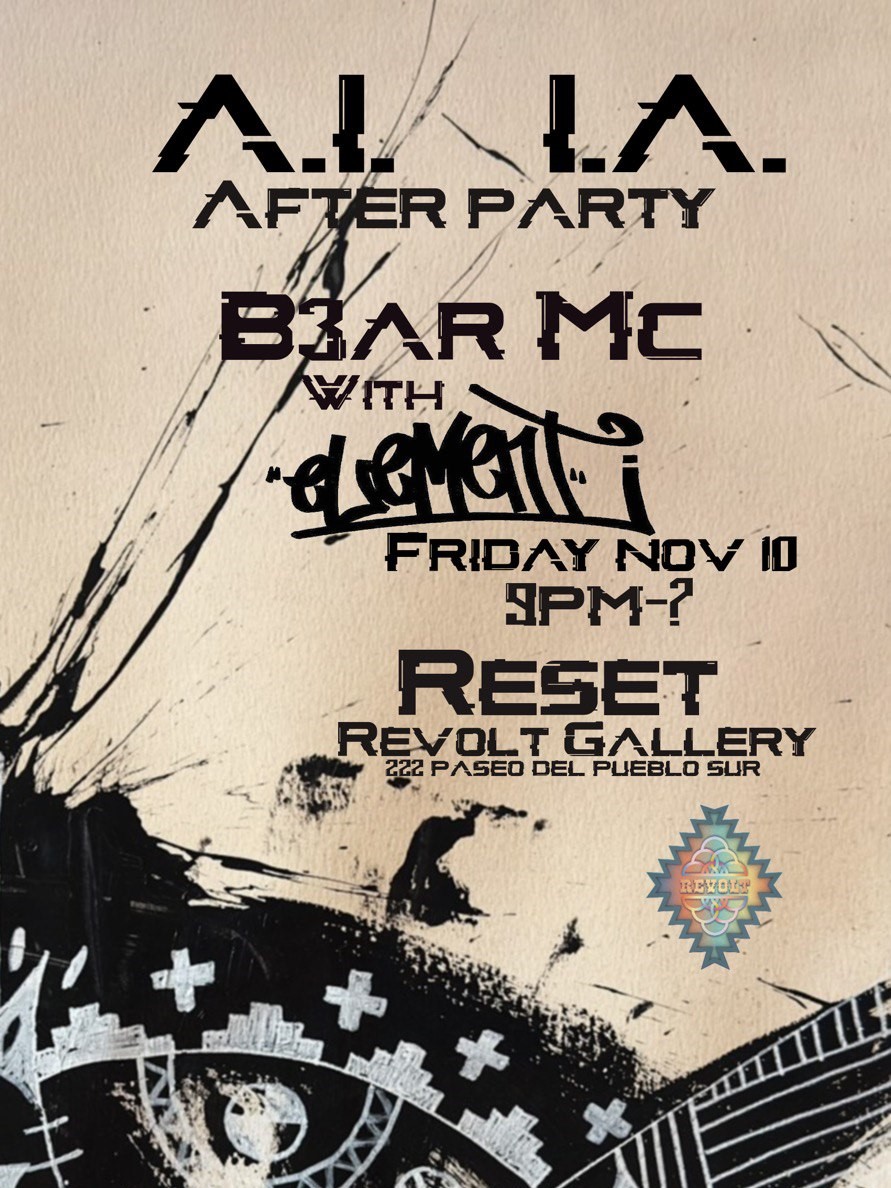 A.I. I.A.
AFTER PARTY
B3AR MC
WITH
"eLement"
FRIDAY NOV 10
9PM-?
RESET
REVOLT GALLERY
222 PASEO DEL PUEBLO SUR
REVOLT